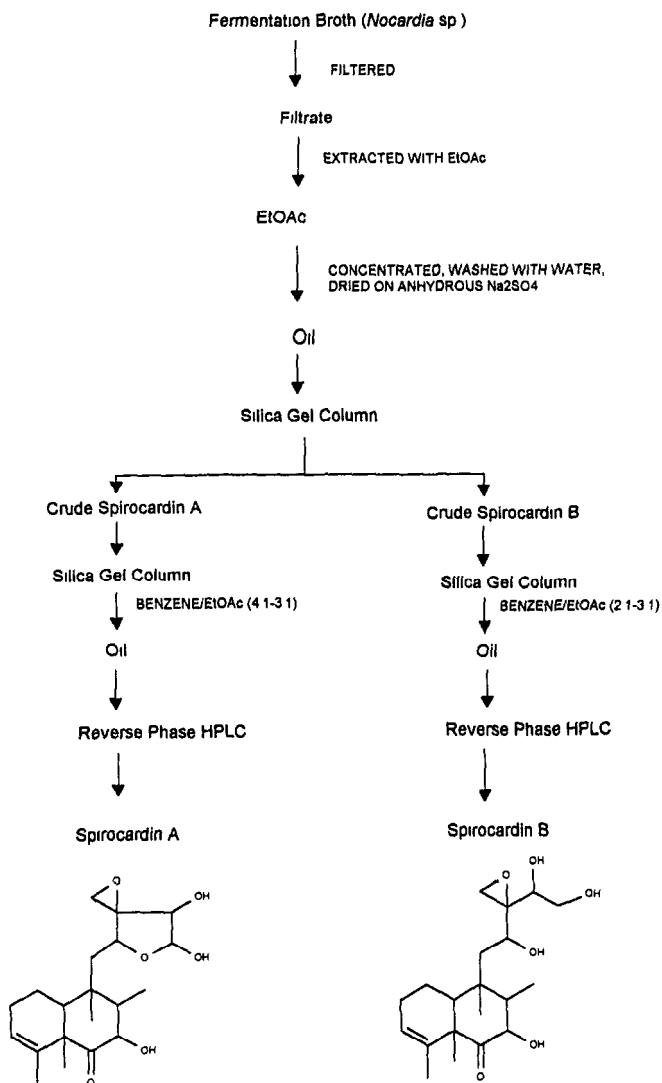 Fermentation Broth (Nocardia sp )
FILTERED
Filtrate
EXTRACTED WITH EtOAc
EtOAc
CONCENTRATED, WASHED WITH WATER,
DRIED ON ANHYDROUS Na2SO4
Oil
Silica Gel Column
Crude Spirocardin A
Crude Spirocardin B
Silica Gel Column
Silica Gel Column
BENZENE/EtOAc (4 1-3 1)
BENZENE/EtOAc (2 1-3 1)
Oil
Oil
Reverse Phase HPLC
Reverse Phase HPLC
Spirocardin A
Spirocardin B
O
OH
O
OH
OH
O
OH
OH
OH
O
OH
O